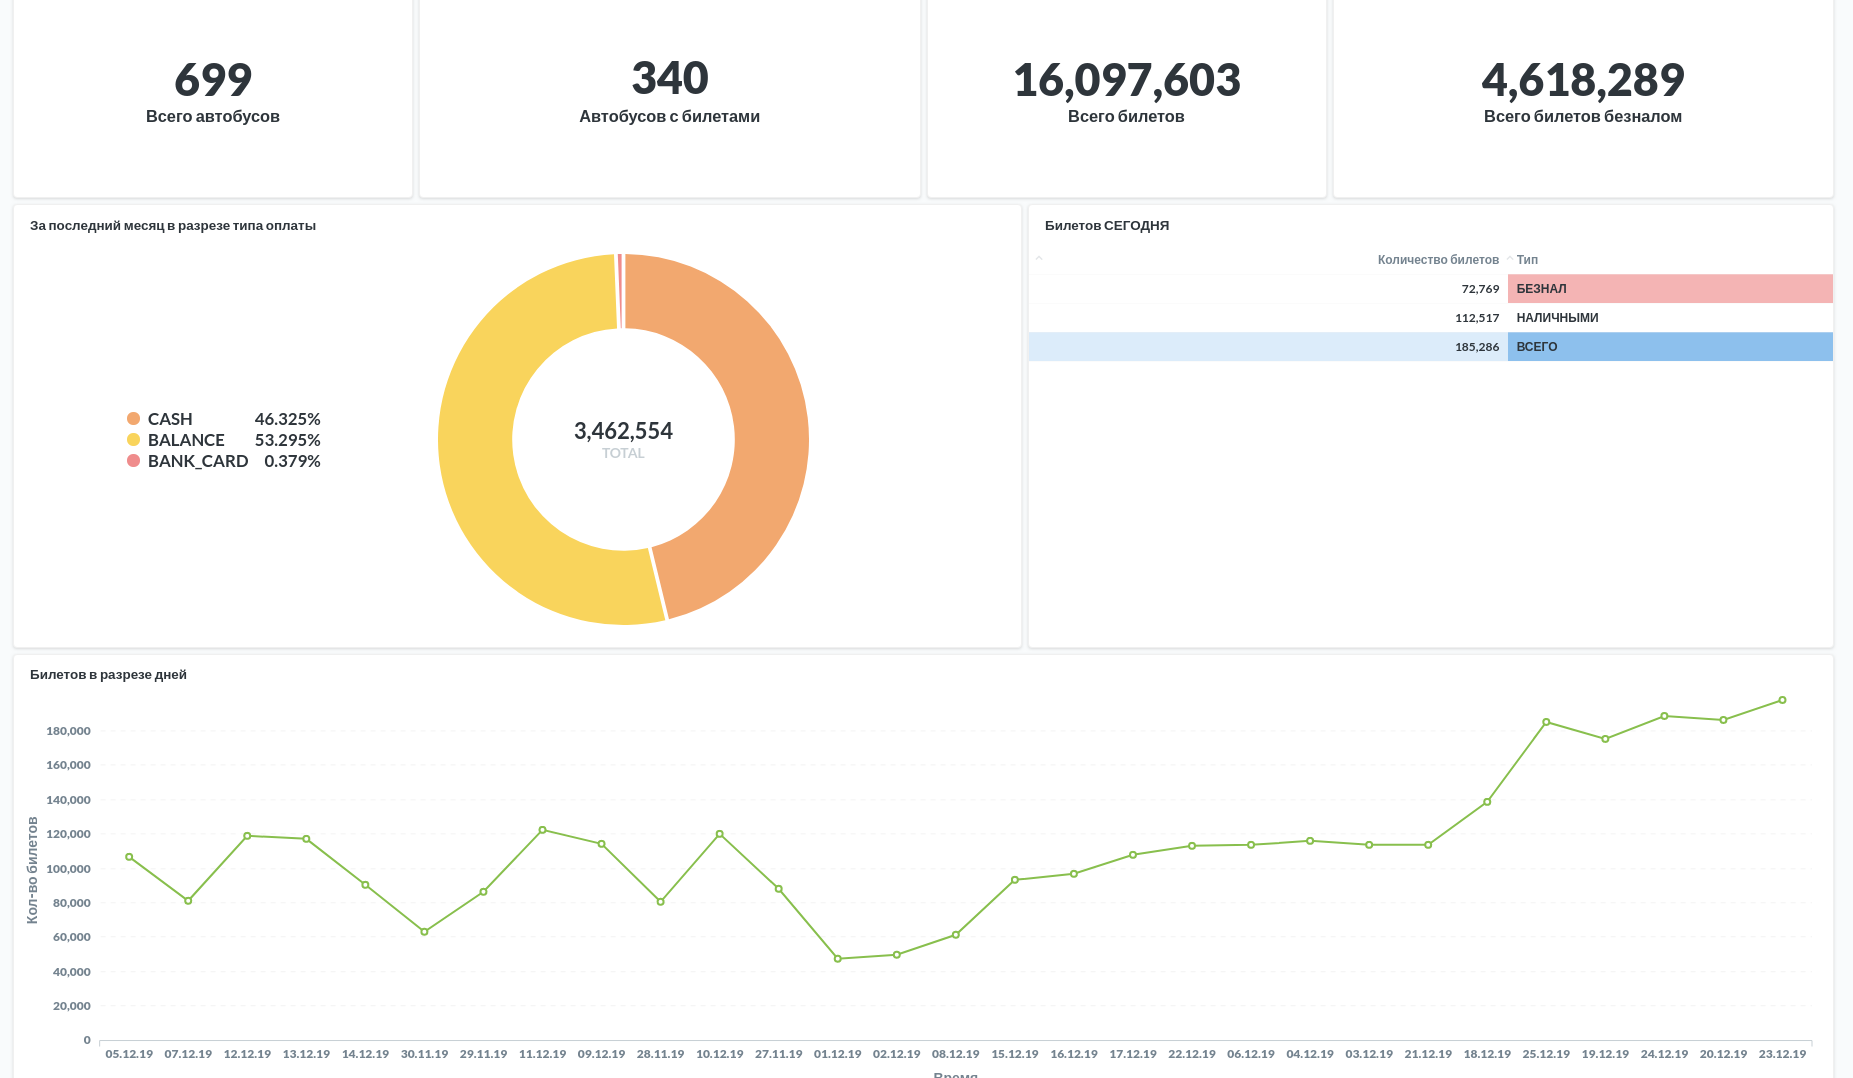 699
Всего автобусов
340
Автобусов с билетами
16,097,603
Всего билетов
4,618,289
Всего билетов безналом
За последний месяц в разрезе типа оплаты
CASH 46.325%
BALANCE 53.295%
BANK_CARD 0.379%
3,462,554
TOTAL
Билетов СЕГОДНЯ
Количество билетов Тип
72,769 БЕЗНАЛ
112,517 НАЛИЧНЫМИ
185,286 ВСЕГО
Билетов в разрезе дней
Кол-во билетов
180,000
160,000
140,000
120,000
100,000
80,000
60,000
40,000
20,000
0
05.12.19 07.12.19 12.12.19 13.12.19 14.12.19 30.11.19 29.11.19 11.12.19 09.12.19 28.11.19 10.12.19 27.11.19 01.12.19 02.12.19 08.12.19 15.12.19 16.12.19 17.12.19 22.12.19 06.12.19 04.12.19 03.12.19 21.12.19 18.12.19 25.12.19 19.12.19 24.12.19 20.12.19 23.12.19
Время